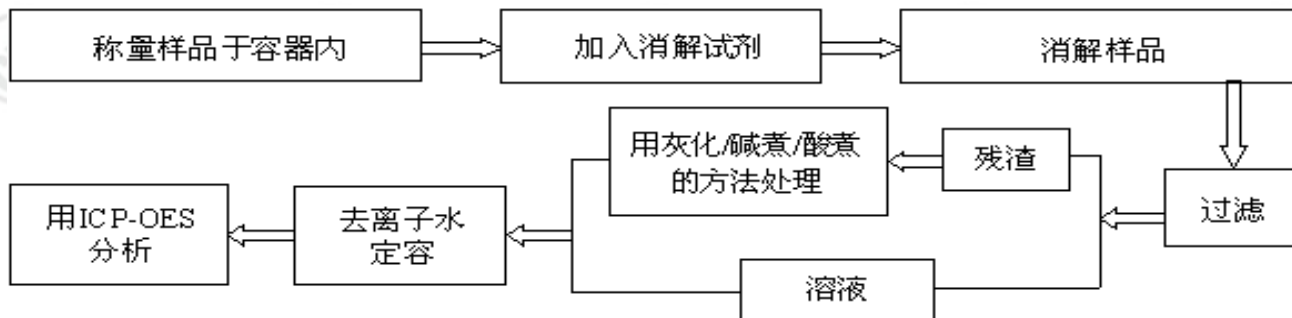 称量样品于容器内
加入消解试剂
消解样品
过滤
残渣
用灰化/碱煮/酸煮
的方法处理
溶液
去离子水
定容
用ICP-OES
分析